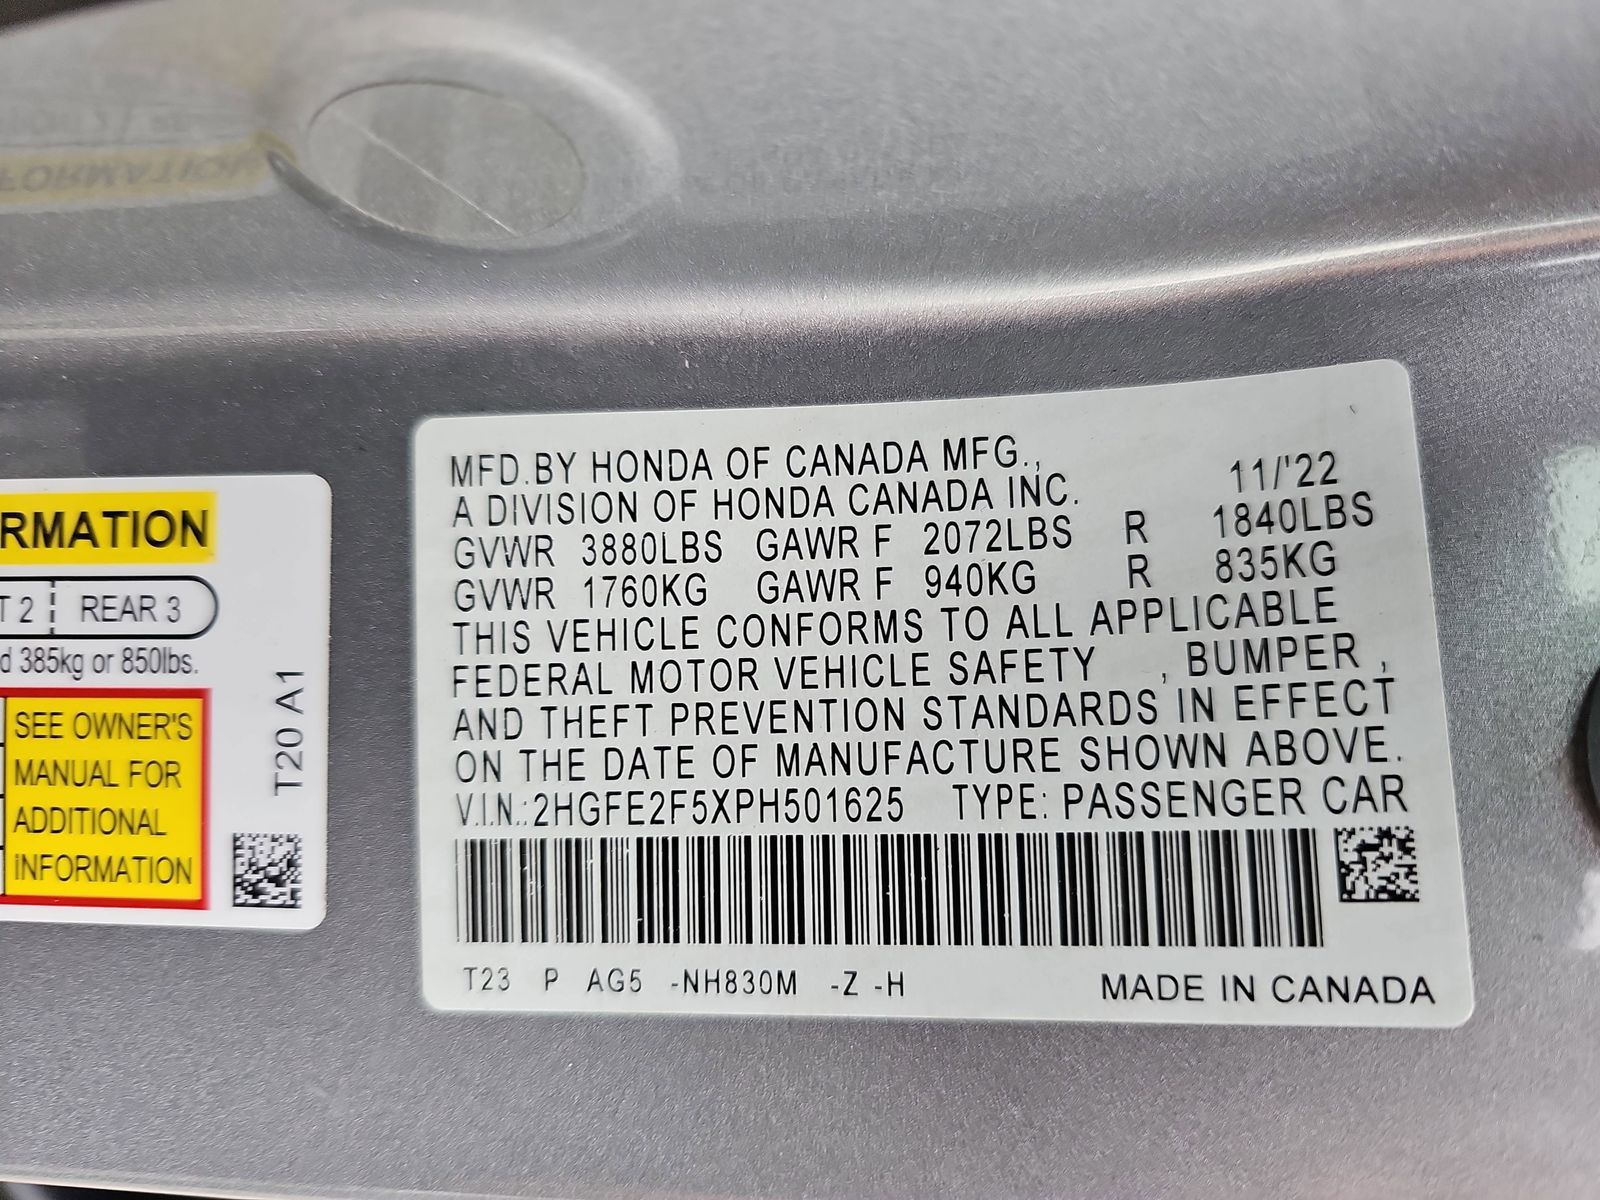 FORMATION
RMATION
T 2 REAR 3
d 385kg or 850lbs.
SEE OWNER'S
MANUAL FOR
ADDITIONAL
INFORMATION
T20 A1
MFD.BY HONDA OF CANADA MFG., 11/'22
A DIVISION OF HONDA CANADA INC.
GVWR 3880LBS GAWR F 2072LBS R 1840LBS
GVWR 1760KG GAWR F 940KG R 835KG
THIS VEHICLE CONFORMS TO ALL APPLICABLE
FEDERAL MOTOR VEHICLE SAFETY , BUMPER ,
AND THEFT PREVENTION STANDARDS IN EFFECT
ON THE DATE OF MANUFACTURE SHOWN ABOVE.
V.I.N.:2HGFE2F5XPH501625 TYPE: PASSENGER CAR
T23 P AG5 -NH830M -Z -H MADE IN CANADA